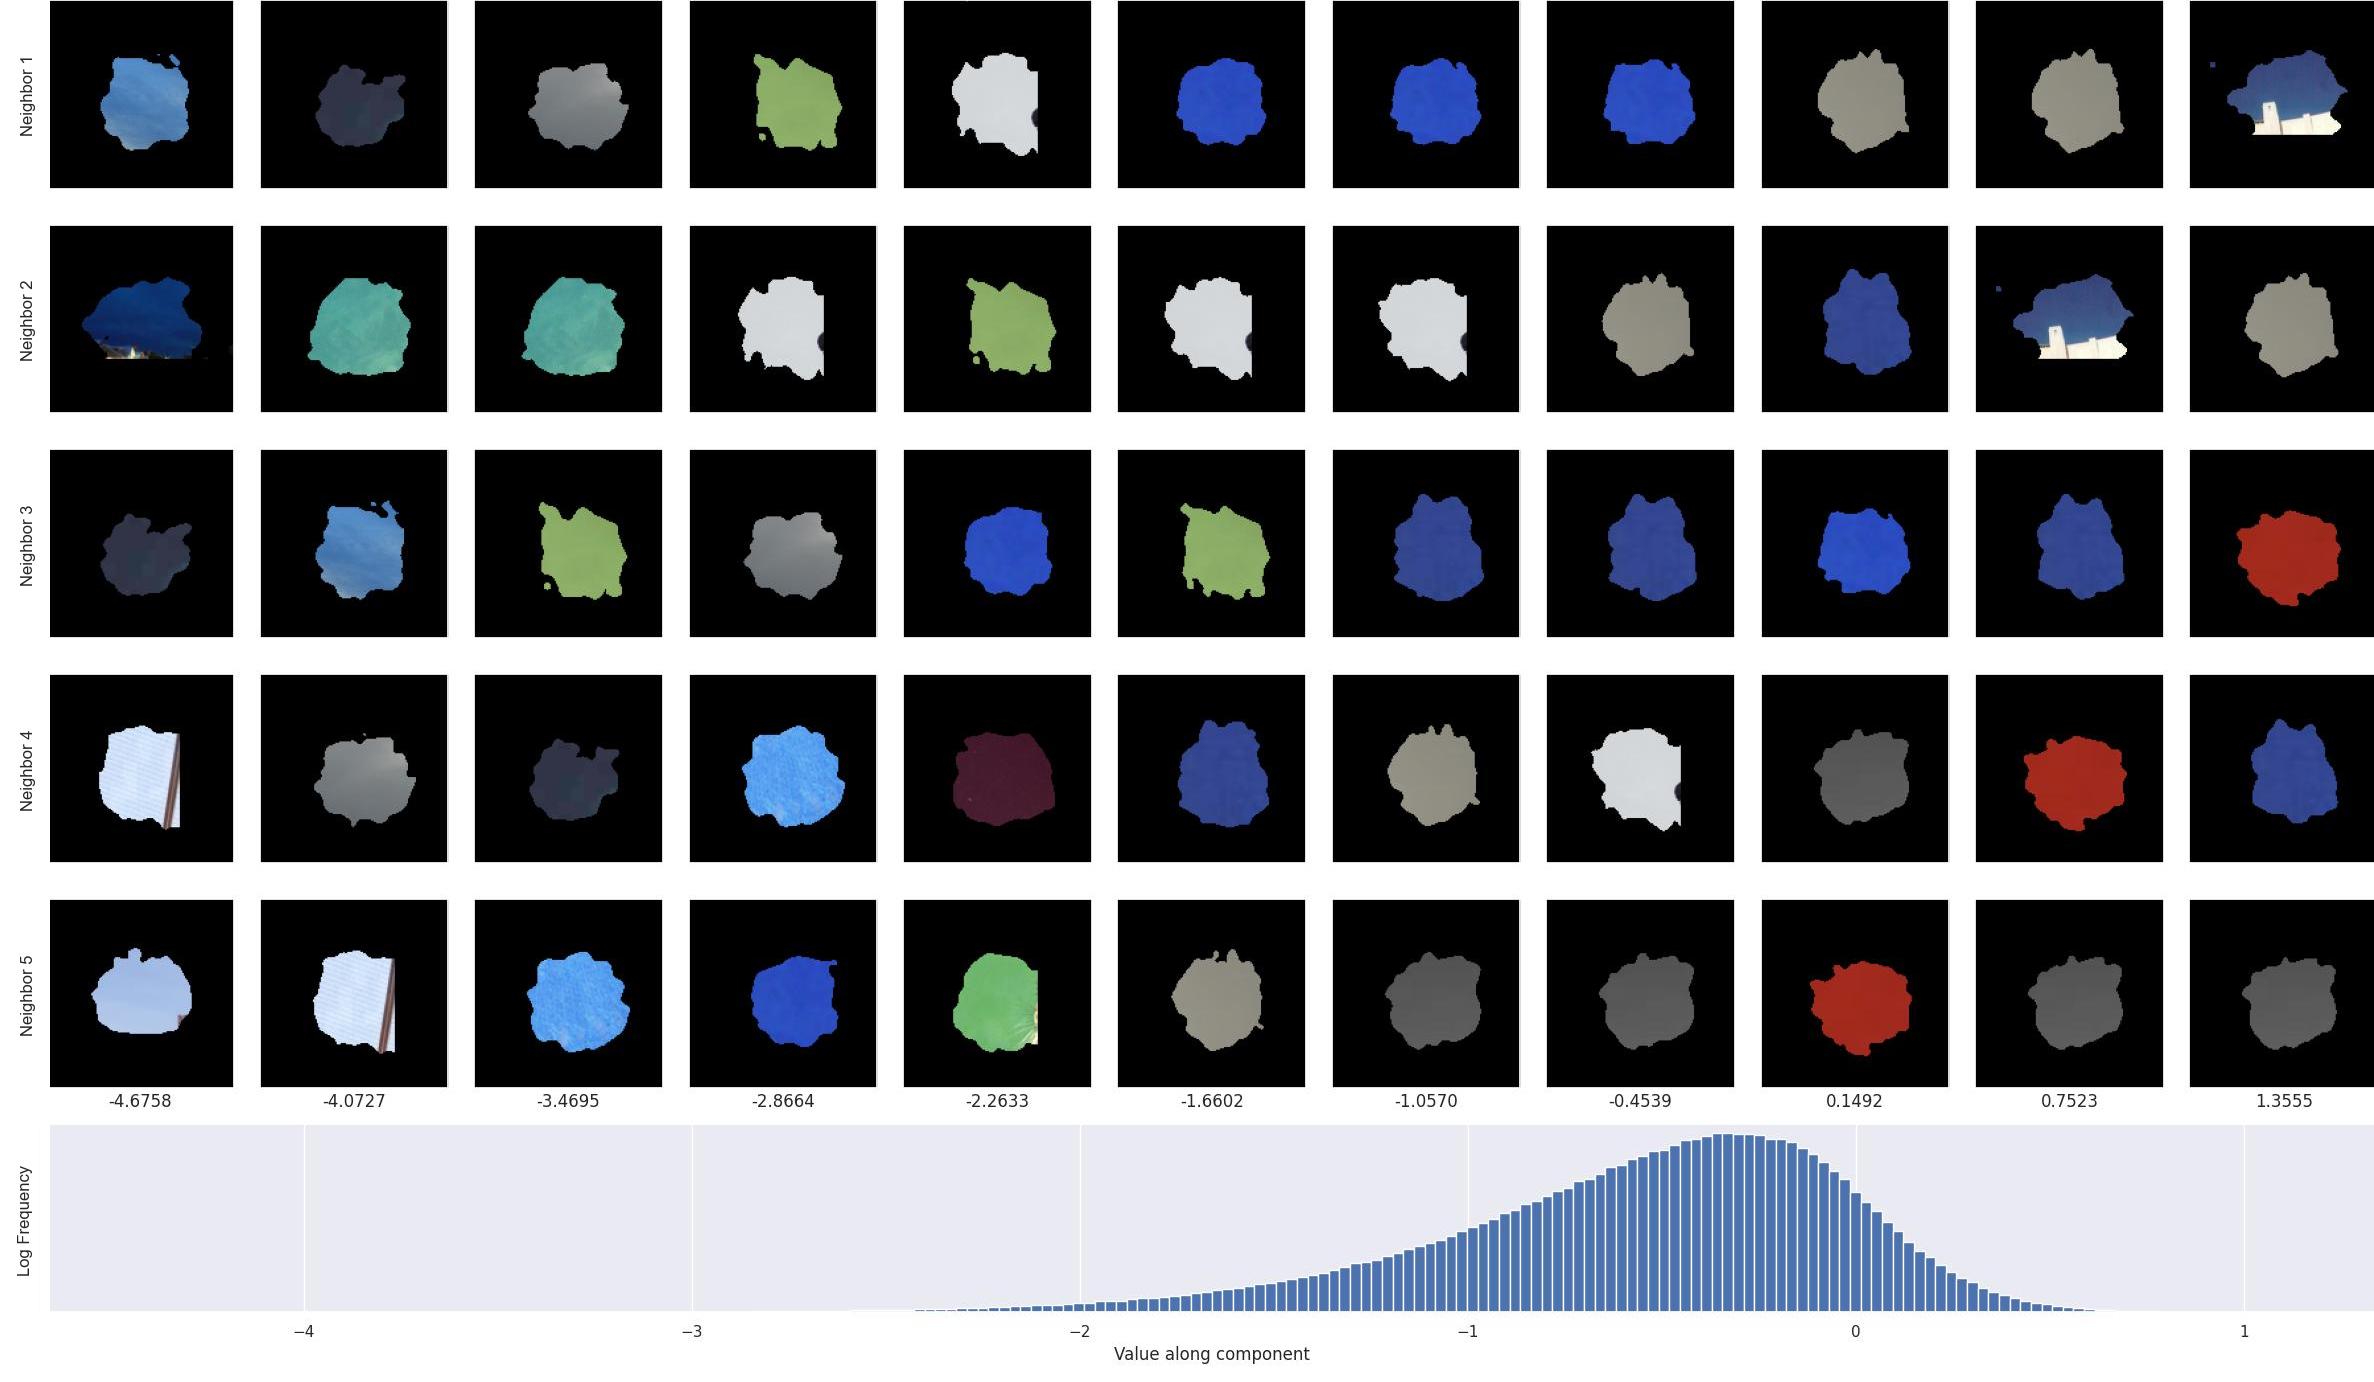 Neighbor 1
Neighbor 2
Neighbor 3
Neighbor 4
Neighbor 5
-4.6758 -4.0727 -3.4695 -2.8664 -2.2633 -1.6602 -1.0570 -0.4539 0.1492 0.7523 1.3555
Log Frequency
−4 −3 −2 −1 0 1
Value along component